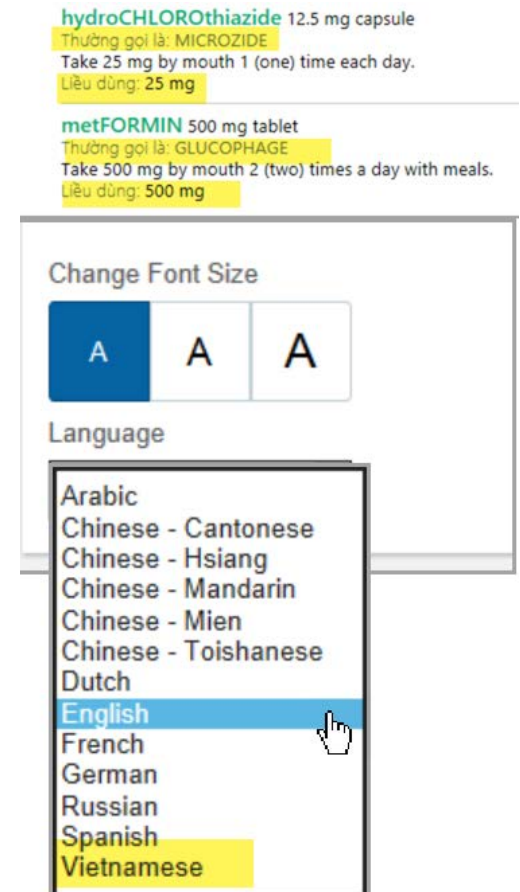 hydroCHLOROthiazide 12.5 mg capsule
Thường gọi là: MICROZIDE
Take 25 mg by mouth 1 (one) time each day.
Liều dùng: 25 mg
metFORMIN 500 mg tablet
Thường gọi là: GLUCOPHAGE
Take 500 mg by mouth 2 (two) times a day with meals.
Liều dùng: 500 mg
Change Font Size
A A A
Language
Arabic
Chinese - Cantonese
Chinese - Hsiang
Chinese - Mandarin
Chinese - Mien
Chinese - Toishanese
Dutch
English
French
German
Russian
Spanish
Vietnamese